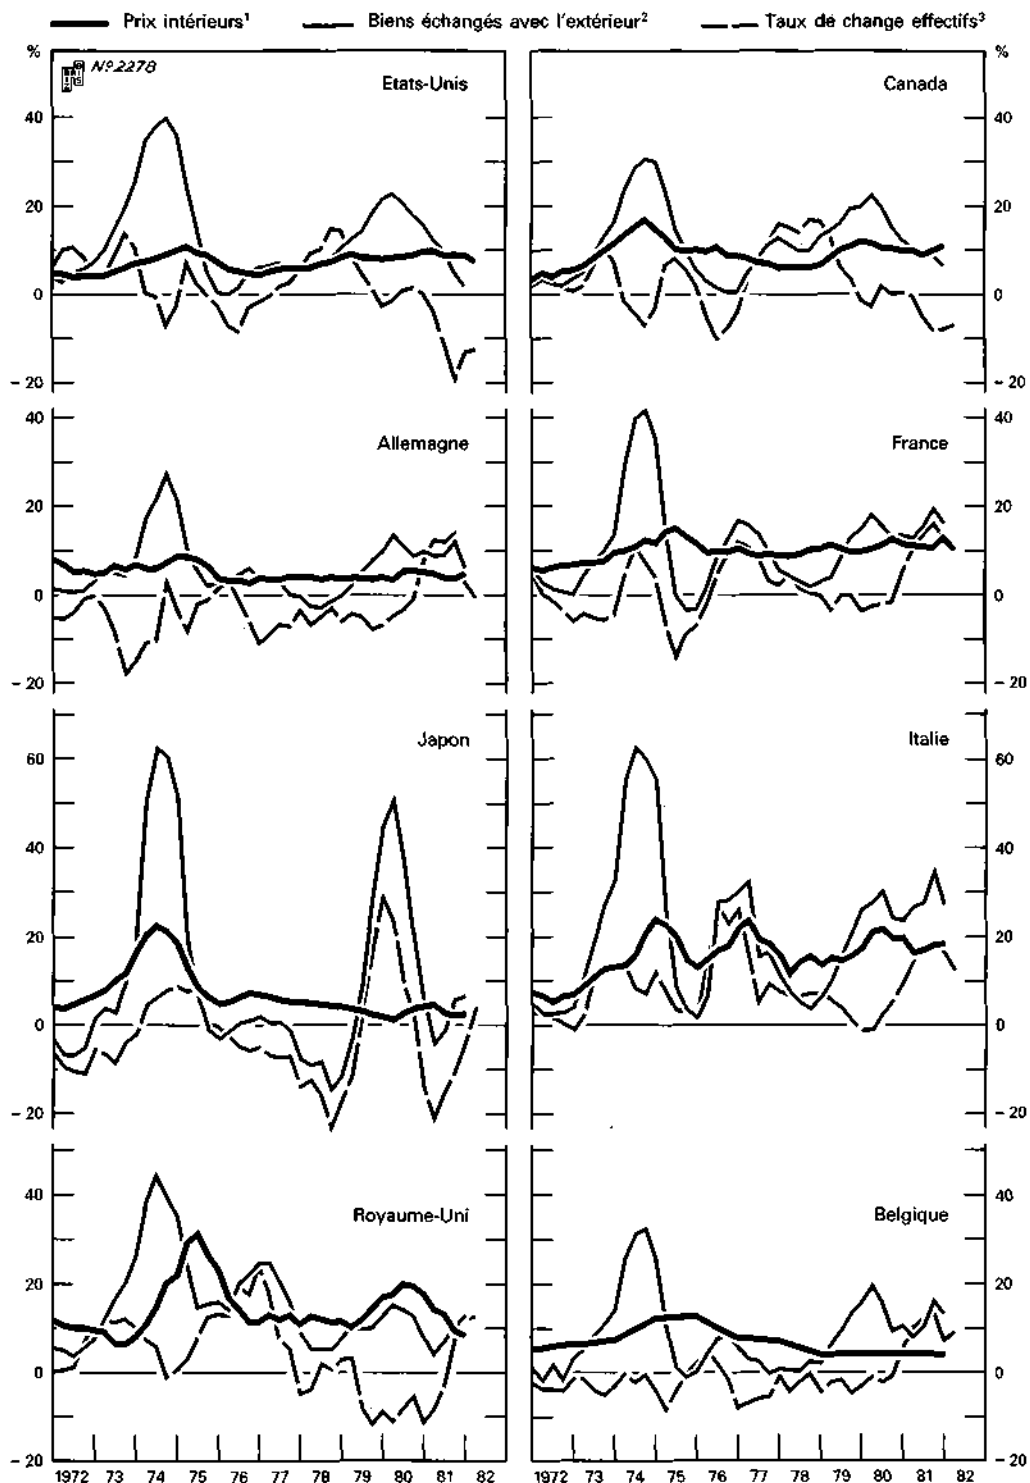 Prix intérieurs¹ Biens échangés avec l'extérieur² Taux de change effectifs³
% %
Nº 2278
Etats-Unis Canada
40 40
20 20
0 0
- 20 - 20
40 40
Allemagne France
20 20
0 0
- 20 - 20
Japon Italie
60 60
40 40
20 20
0 0
- 20 - 20
40 40
Royaume-Uni Belgique
20 20
0 0
- 20 - 20
1972 73 74 75 76 77 78 79 80 81 82 1972 73 74 75 76 77 78 79 80 81 82